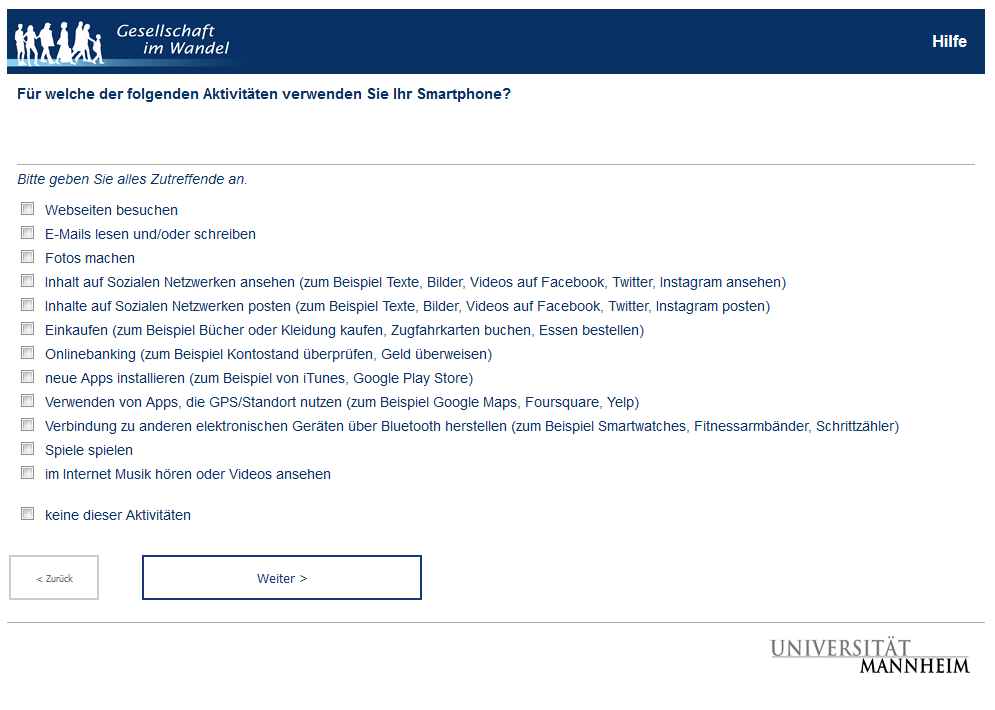 Gesellschaft
im Wandel
Hilfe
Für welche der folgenden Aktivitäten verwenden Sie Ihr Smartphone?
Bitte geben Sie alles Zutreffende an.
Webseiten besuchen
E-Mails lesen und/oder schreiben
Fotos machen
Inhalt auf Sozialen Netzwerken ansehen (zum Beispiel Texte, Bilder, Videos auf Facebook, Twitter, Instagram ansehen)
Inhalte auf Sozialen Netzwerken posten (zum Beispiel Texte, Bilder, Videos auf Facebook, Twitter, Instagram posten)
Einkaufen (zum Beispiel Bücher oder Kleidung kaufen, Zugfahrkarten buchen, Essen bestellen)
Onlinebanking (zum Beispiel Kontostand überprüfen, Geld überweisen)
neue Apps installieren (zum Beispiel von iTunes, Google Play Store)
Verwenden von Apps, die GPS/Standort nutzen (zum Beispiel Google Maps, Foursquare, Yelp)
Verbindung zu anderen elektronischen Geräten über Bluetooth herstellen (zum Beispiel Smartwatches, Fitnessarmbänder, Schrittzähler)
Spiele spielen
im Internet Musik hören oder Videos ansehen
keine dieser Aktivitäten
< Zurück
Weiter >
UNIVERSITÄT
MANNHEIM